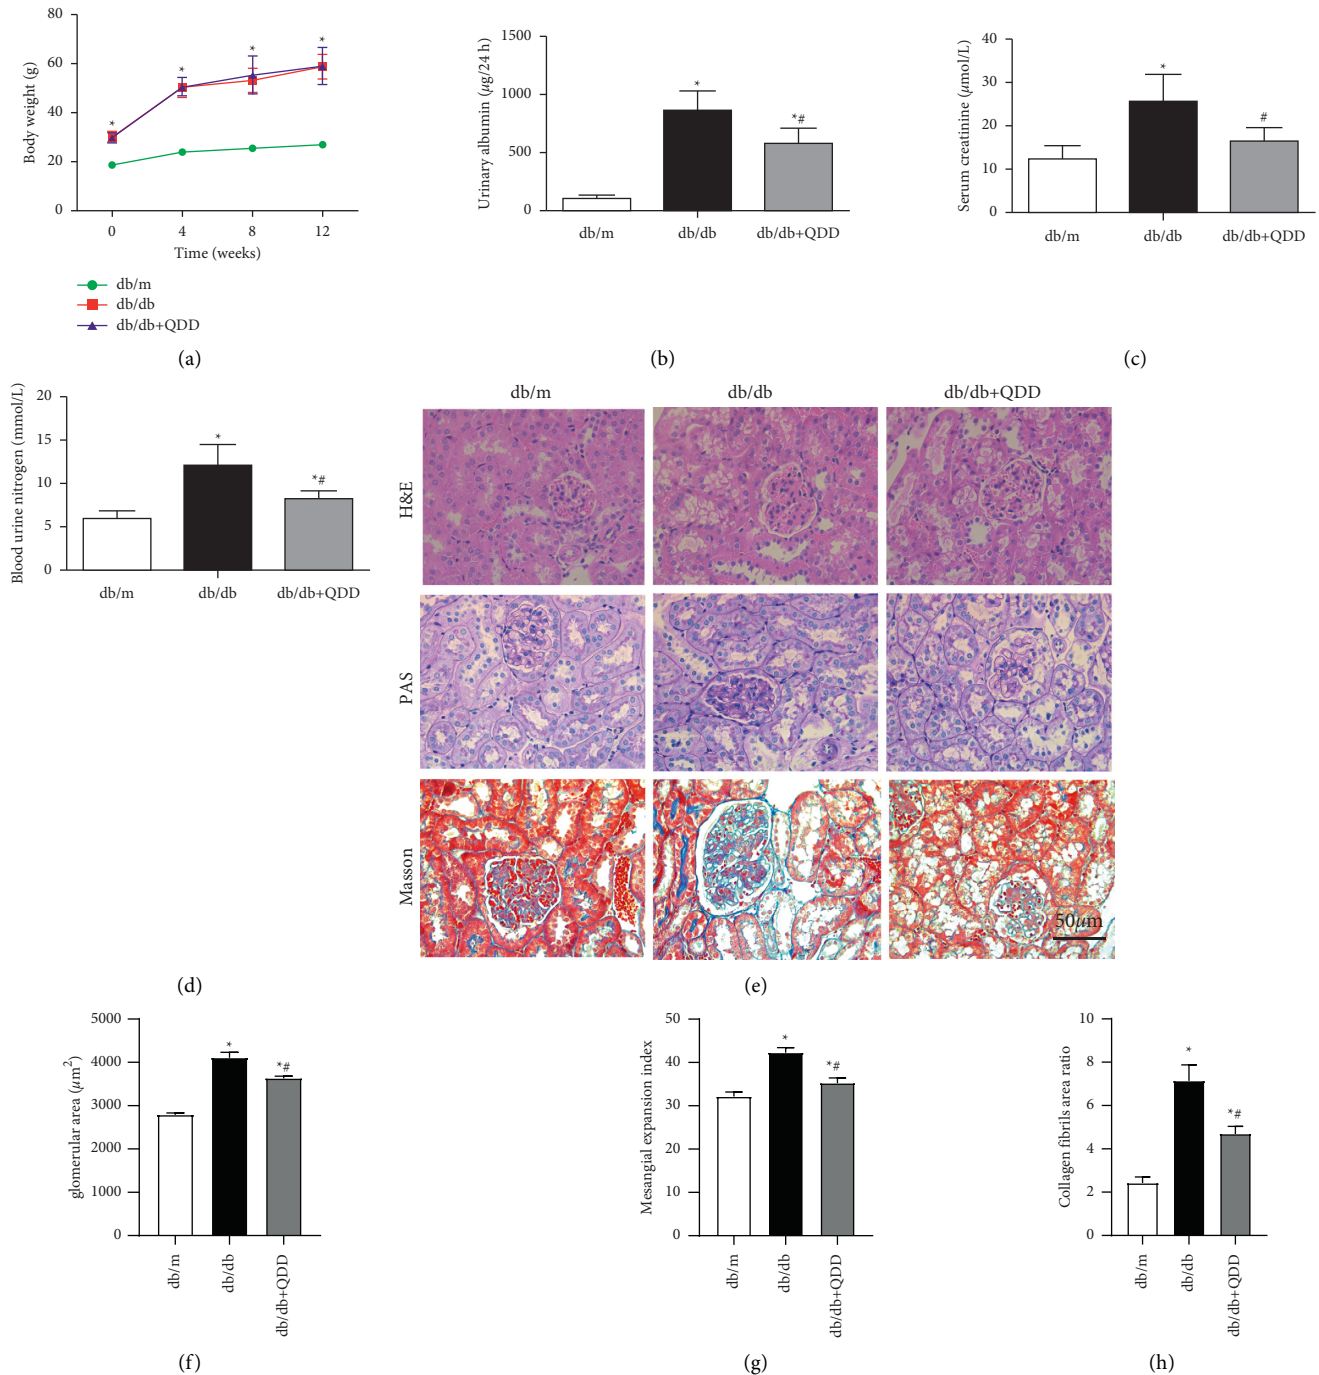 Body weight (g)
80
60
40
20
0
*
*
*
*
0 4 8 12
Time (weeks)
db/m
db/db
db/db+QDD
(a)
Urinary albumin (μg/24 h)
1500
1000
500
0
*
*#
db/m db/db db/db+QDD
(b)
Serum creatinine (μmol/L)
40
30
20
10
0
*
#
db/m db/db db/db+QDD
(c)
Blood urine nitrogen (mmol/L)
20
15
10
5
0
*
*#
db/m db/db db/db+QDD
(d)
db/m db/db db/db+QDD
H&E
PAS
Masson
50μm
(e)
glomerular area (μm²)
5000
4000
3000
2000
1000
0
*
*#
db/m
db/db
db/db+QDD
(f)
Mesangial expansion index
50
40
30
20
10
0
*
*#
db/m
db/db
db/db+QDD
(g)
Collagen fibrils area ratio
10
8
6
4
2
0
*
*#
db/m
db/db
db/db+QDD
(h)